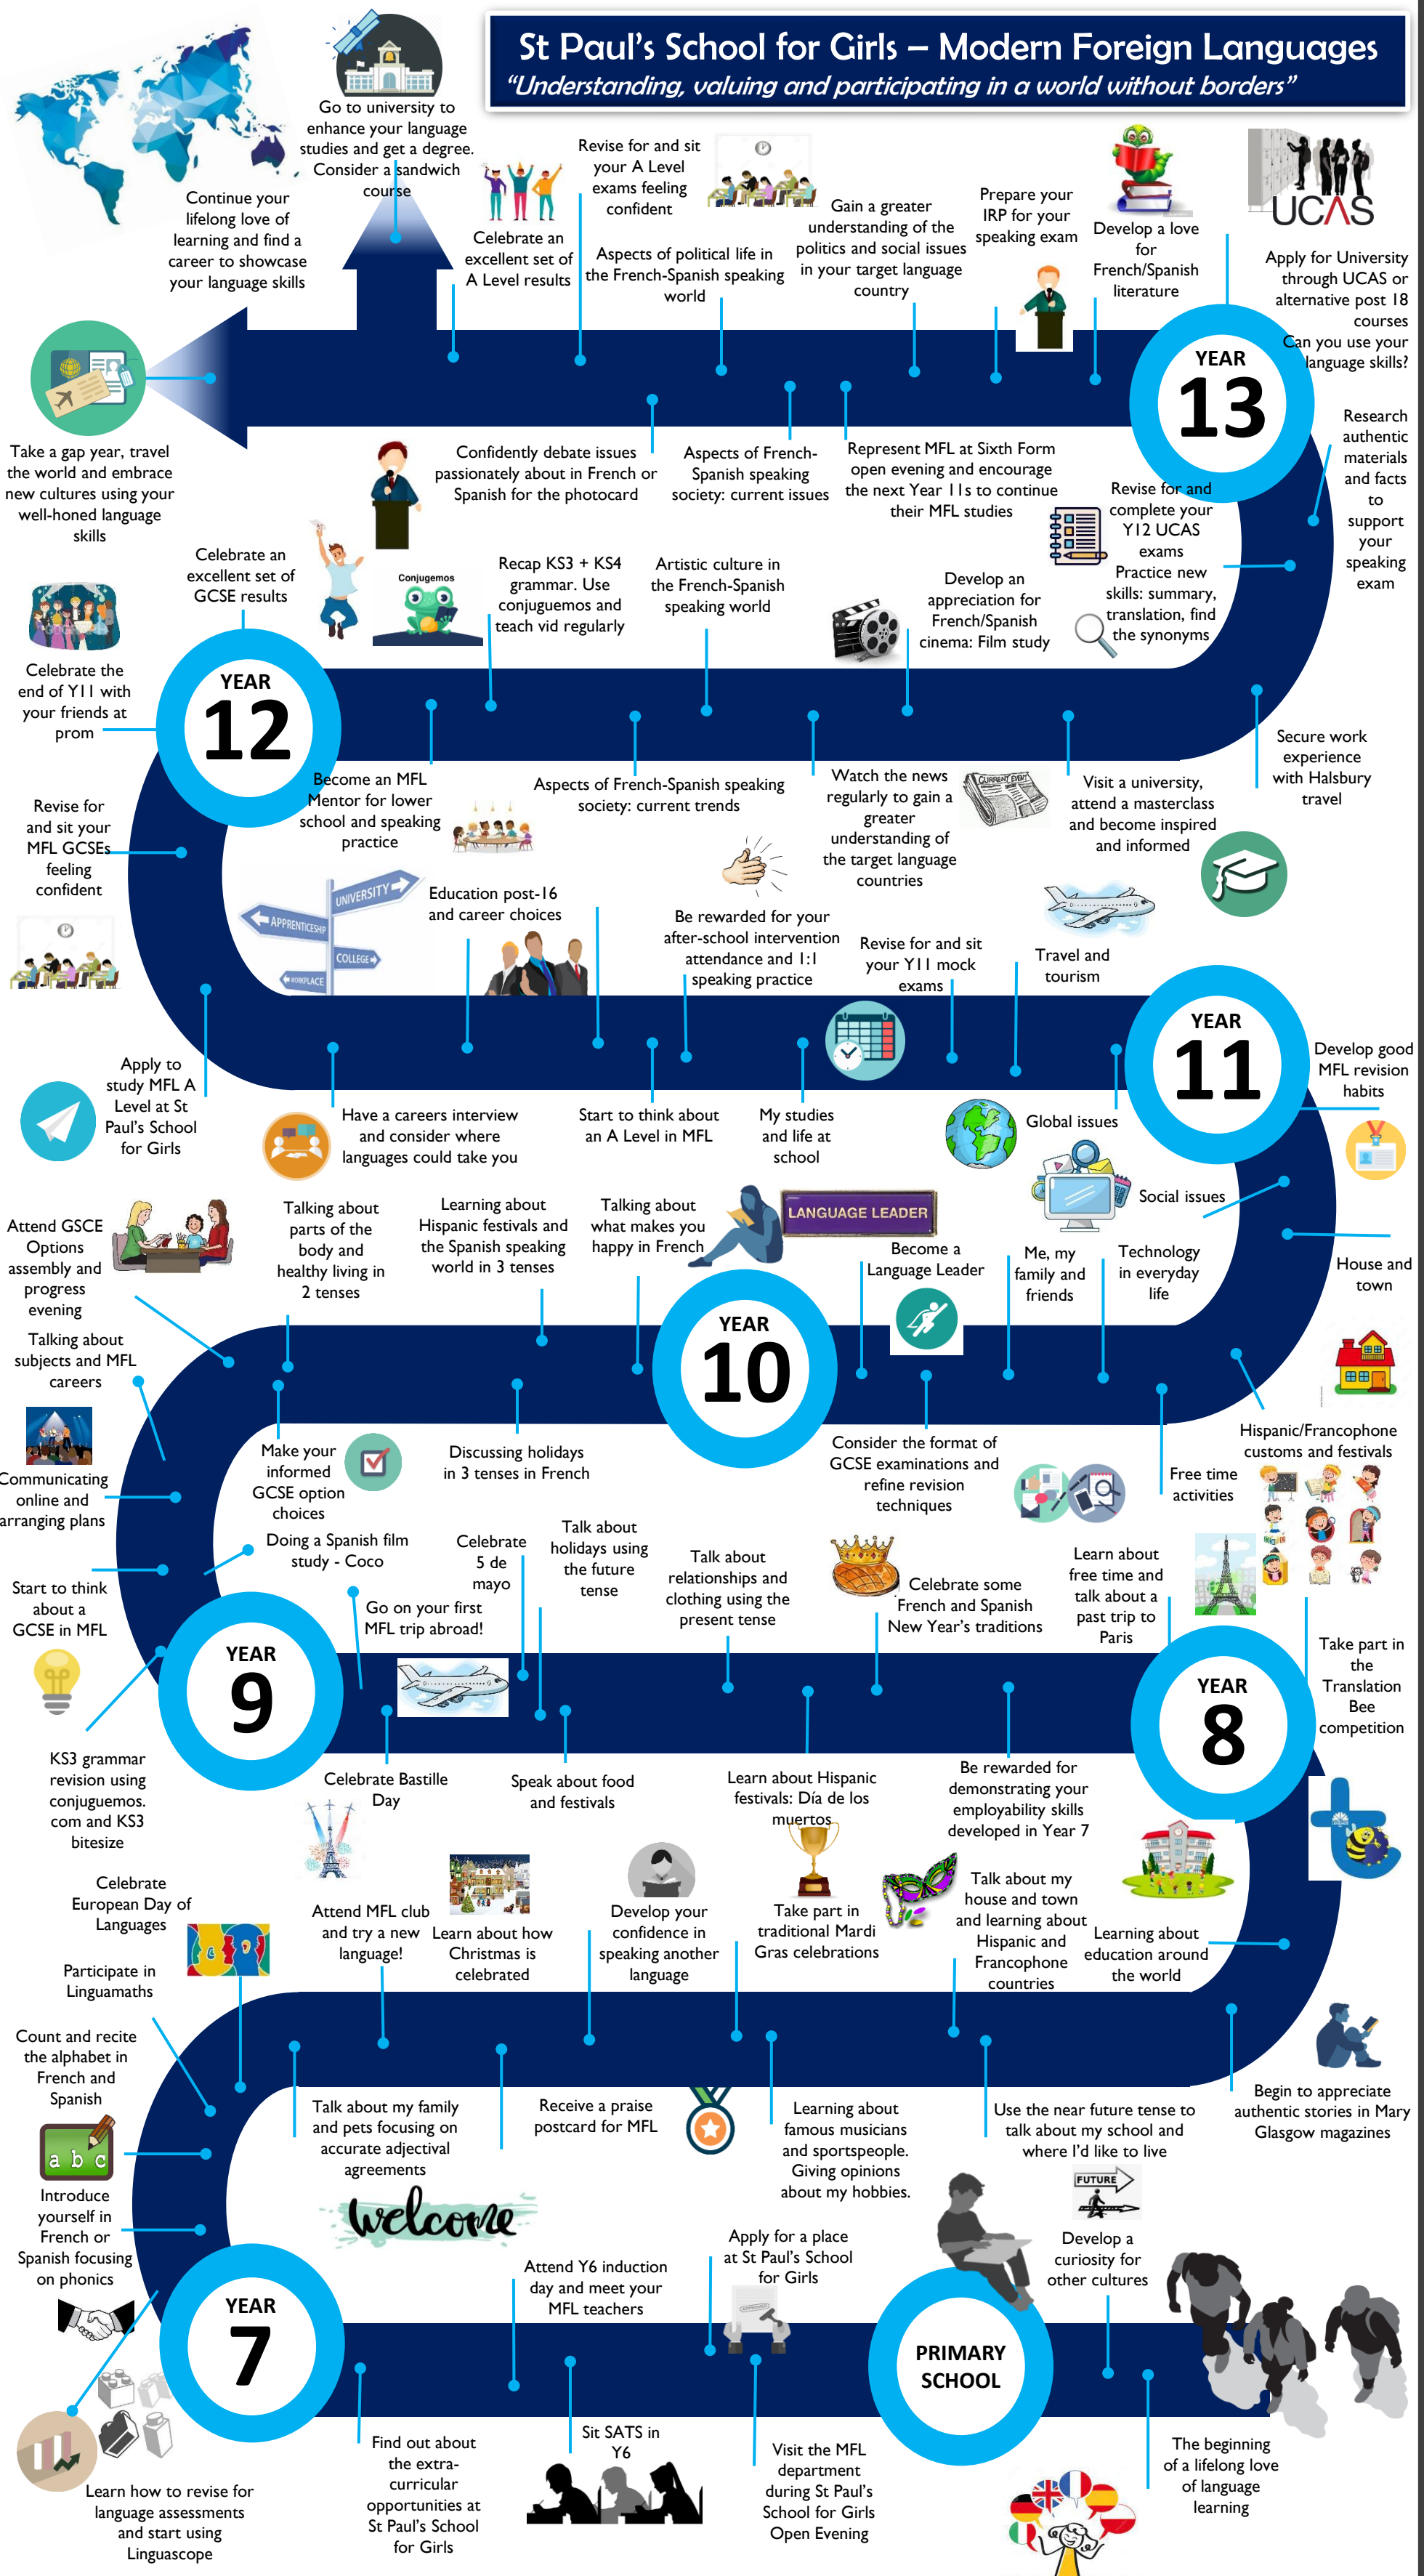 St Paul's School for Girls – Modern Foreign Languages
"Understanding, valuing and participating in a world without borders"
Go to university to
enhance your language
studies and get a degree.
Consider a sandwich
course
Continue your
lifelong love of
learning and find a
career to showcase
your language skills
Celebrate an
excellent set of
A Level results
Revise for and sit
your A Level
exams feeling
confident
Aspects of political life in
the French-Spanish speaking
world
Gain a greater
understanding of the
politics and social issues
in your target language
country
Prepare your
IRP for your
speaking exam
Develop a love
for
French/Spanish
literature
UCAS
Apply for University
through UCAS or
alternative post 18
courses
Can you use your
language skills?
YEAR
13
Take a gap year, travel
the world and embrace
new cultures using your
well-honed language
skills
Confidently debate issues
passionately about in French or
Spanish for the photocard
Aspects of French-
Spanish speaking
society: current issues
Represent MFL at Sixth Form
open evening and encourage
the next Year 11s to continue
their MFL studies
Research
authentic
materials
and facts
to
support
your
speaking
exam
Revise for and
complete your
Y12 UCAS
exams
Practice new
skills: summary,
translation, find
the synonyms
Celebrate an
excellent set of
GCSE results
Conjugemos
Recap KS3 + KS4
grammar. Use
conjuguemos and
teach vid regularly
Artistic culture in
the French-Spanish
speaking world
Develop an
appreciation for
French/Spanish
cinema: Film study
Celebrate the
end of Y11 with
your friends at
prom
YEAR
12
Secure work
experience
with Halsbury
travel
Revise for
and sit your
MFL GCSEs
feeling
confident
Become an MFL
Mentor for lower
school and speaking
practice
Aspects of French-Spanish speaking
society: current trends
Watch the news
regularly to gain a
greater
understanding of
the target language
countries
CURRENT EVENT
Visit a university,
attend a masterclass
and become inspired
and informed
UNIVERSITY
APPRENTICESHIP
COLLEGE
WORKPLACE
Education post-16
and career choices
Be rewarded for your
after-school intervention
attendance and 1:1
speaking practice
Revise for and sit
your Y11 mock
exams
Travel and
tourism
YEAR
11
Develop good
MFL revision
habits
Apply to
study MFL A
Level at St
Paul's School
for Girls
Have a careers interview
and consider where
languages could take you
Start to think about
an A Level in MFL
My studies
and life at
school
Global issues
Social issues
House and
town
Attend GSCE
Options
assembly and
progress
evening
Talking about
parts of the
body and
healthy living in
2 tenses
Learning about
Hispanic festivals and
the Spanish speaking
world in 3 tenses
Talking about
what makes you
happy in French
LANGUAGE LEADER
Become a
Language Leader
Me, my
family and
friends
Technology
in everyday
life
YEAR
10
Talking about
subjects and MFL
careers
Hispanic/Francophone
customs and festivals
Communicating
online and
arranging plans
Make your
informed
GCSE option
choices
Discussing holidays
in 3 tenses in French
Consider the format of
GCSE examinations and
refine revision
techniques
Free time
activities
Start to think
about a
GCSE in MFL
Doing a Spanish film
study - Coco
Go on your first
MFL trip abroad!
Celebrate
5 de
mayo
Talk about
holidays using
the future
tense
Talk about
relationships and
clothing using the
present tense
Celebrate some
French and Spanish
New Year's traditions
Learn about
free time and
talk about a
past trip to
Paris
Take part in
the
Translation
Bee
competition
YEAR
9
YEAR
8
KS3 grammar
revision using
conjuguemos.
com and KS3
bitesize
Celebrate Bastille
Day
Speak about food
and festivals
Learn about Hispanic
festivals: Día de los
muertos
Be rewarded for
demonstrating your
employability skills
developed in Year 7
Celebrate
European Day of
Languages
Attend MFL club
and try a new
language!
Learn about how
Christmas is
celebrated
Develop your
confidence in
speaking another
language
Take part in
traditional Mardi
Gras celebrations
Talk about my
house and town
and learning about
Hispanic and
Francophone
countries
Learning about
education around
the world
Participate in
Linguamaths
Count and recite
the alphabet in
French and
Spanish
a b c
Talk about my family
and pets focusing on
accurate adjectival
agreements
Receive a praise
postcard for MFL
Learning about
famous musicians
and sportspeople.
Giving opinions
about my hobbies.
Use the near future tense to
talk about my school and
where I'd like to live
Begin to appreciate
authentic stories in Mary
Glasgow magazines
Introduce
yourself in
French or
Spanish focusing
on phonics
welcome
FUTURE
Attend Y6 induction
day and meet your
MFL teachers
Apply for a place
at St Paul's School
for Girls
APPROVED
Develop a
curiosity for
other cultures
YEAR
7
PRIMARY
SCHOOL
Learn how to revise for
language assessments
and start using
Linguascope
Find out about
the extra-
curricular
opportunities at
St Paul's School
for Girls
Sit SATS in
Y6
Visit the MFL
department
during St Paul's
School for Girls
Open Evening
The beginning
of a lifelong love
of language
learning